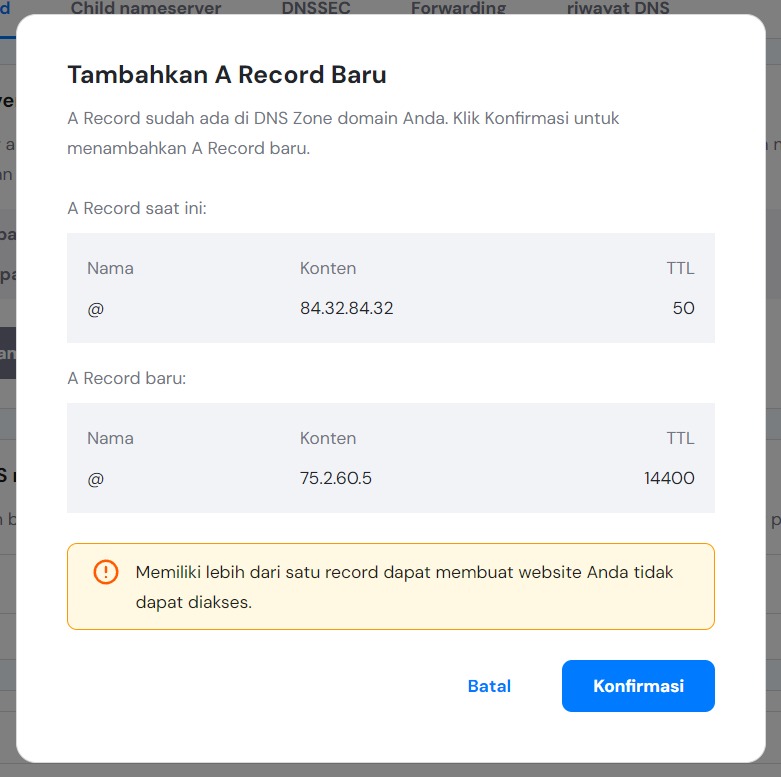 Child nameserver DNSSEC Forwarding riwayat DNS
Tambahkan A Record Baru
A Record sudah ada di DNS Zone domain Anda. Klik Konfirmasi untuk
menambahkan A Record baru.
A Record saat ini:
Nama Konten TTL
@ 84.32.84.32 50
A Record baru:
Nama Konten TTL
@ 75.2.60.5 14400
Memiliki lebih dari satu record dapat membuat website Anda tidak
dapat diakses.
Batal Konfirmasi